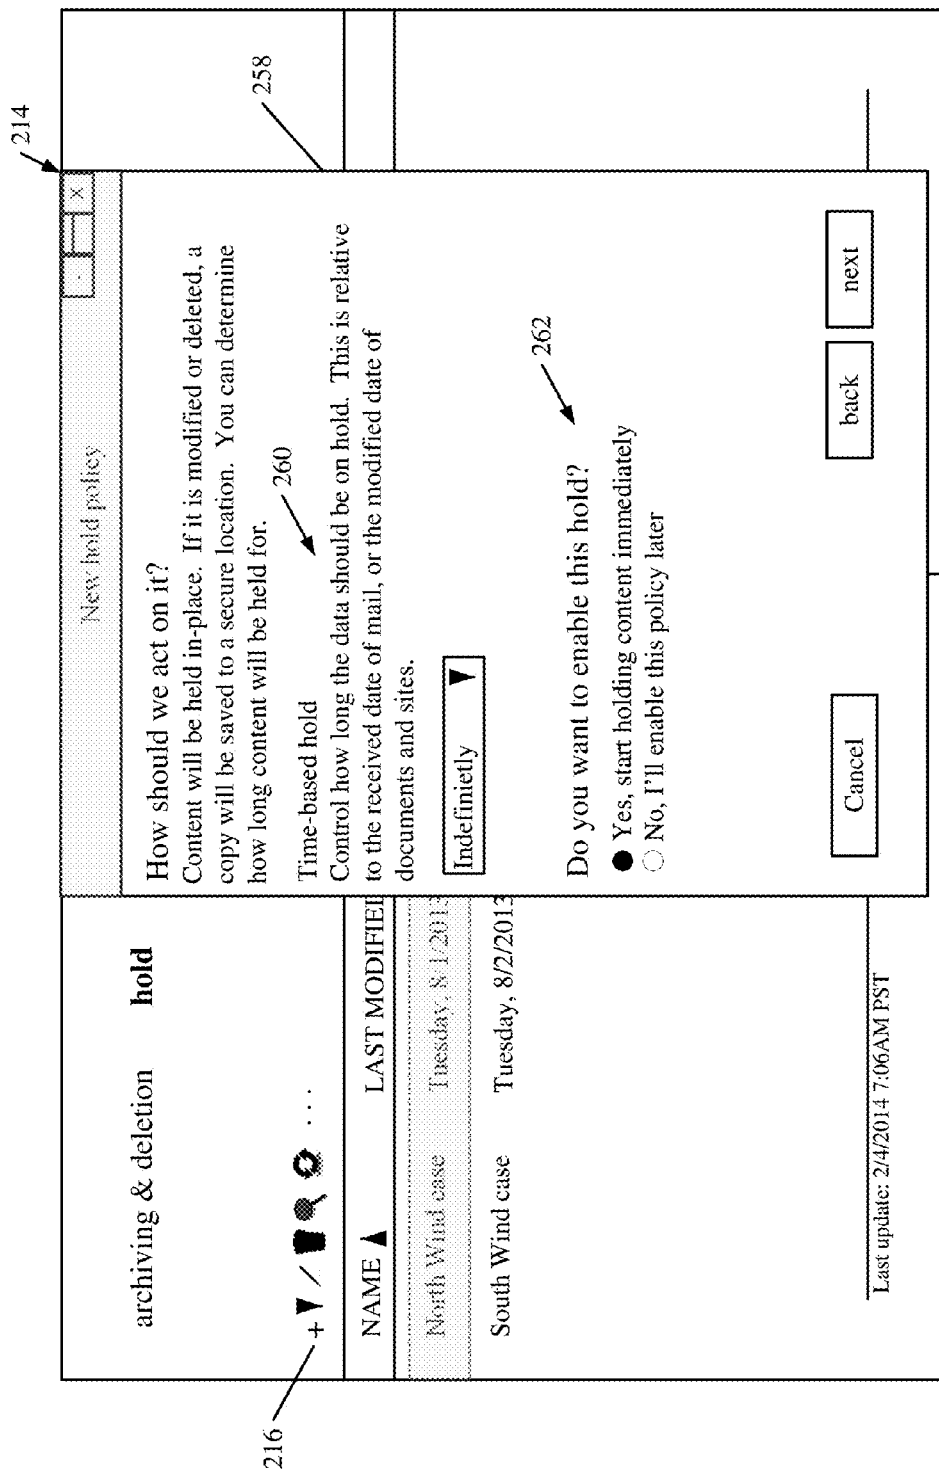 214
216
258
archiving & deletion hold
+ / ...
NAME LAST MODIFIED
North Wind case Tuesday, 8/1/2013
South Wind case Tuesday, 8/2/2013
Last update: 2/4/2014 7:06AM PST
New hold policy
- x
How should we act on it?
Content will be held in-place. If it is modified or deleted, a
copy will be saved to a secure location. You can determine
how long content will be held for.
260
Time-based hold
Control how long the data should be on hold. This is relative
to the received date of mail, or the modified date of
documents and sites.
Indefinietly
262
Do you want to enable this hold?
Yes, start holding content immediately
No, I'll enable this policy later
Cancel back next